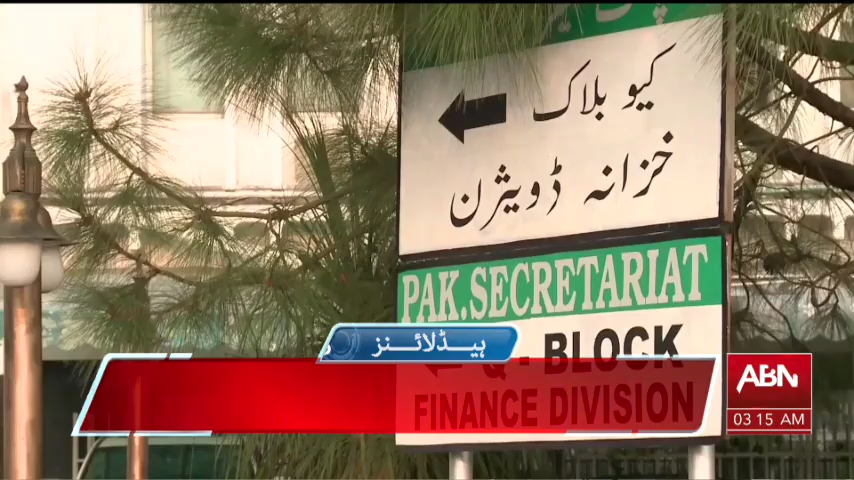 کیو بلاک
خزانہ ڈویژن
PAK.SECRETARIAT
Q - BLOCK
FINANCE DIVISION
ہیڈلائنز
ABN
03 15 AM